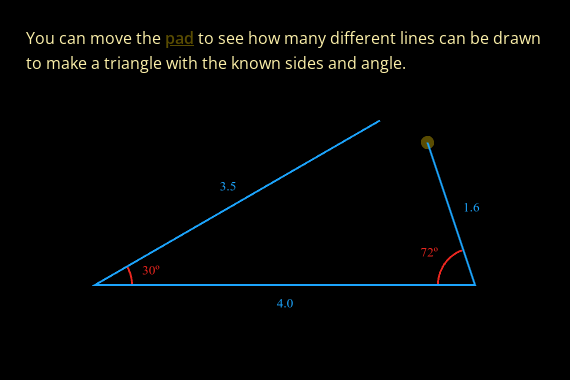 You can move the pad to see how many different lines can be drawn
to make a triangle with the known sides and angle.
3.5
1.6
72º
30º
4.0